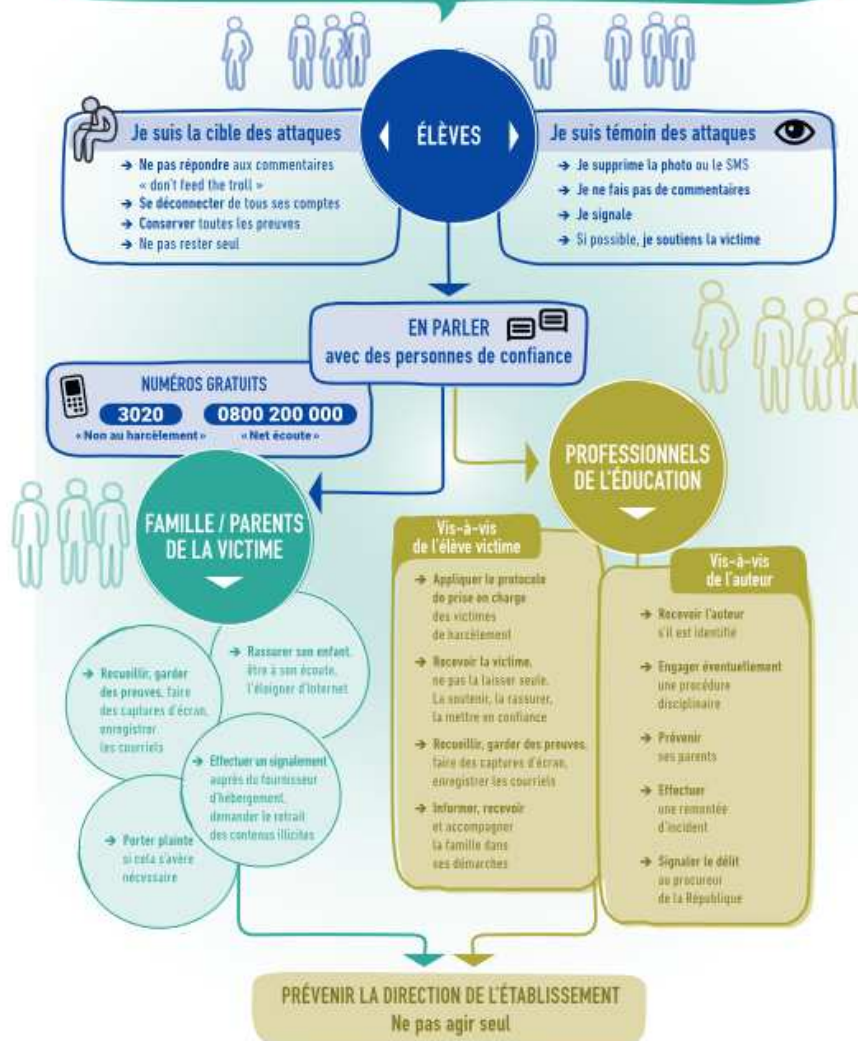 ÉLÈVES
Je suis la cible des attaques
→ Ne pas répondre aux commentaires
« don't feed the troll »
→ Se déconnecter de tous ses comptes
→ Conserver toutes les preuves
→ Ne pas rester seul
Je suis témoin des attaques
→ Je supprime la photo ou le SMS
→ Je ne fais pas de commentaires
→ Je signale
→ Si possible, je soutiens la victime
EN PARLER
avec des personnes de confiance
NUMÉROS GRATUITS
3020
« Non au harcèlement »
0800 200 000
« Net écoute »
FAMILLE / PARENTS
DE LA VICTIME
→ Rassurer son enfant,
être à son écoute,
l'éloigner d'Internet
→ Recueillir, garder
des preuves, faire
des captures d'écran,
enregistrer
les courriels
→ Effectuer un signalement
auprès du fournisseur
d'hébergement,
demander le retrait
des contenus illicites
→ Porter plainte
si cela s'avère
nécessaire
PROFESSIONNELS
DE L'ÉDUCATION
Vis-à-vis
de l'élève victime
→ Appliquer le protocole
de prise en charge
des victimes
de harcèlement
→ Recevoir la victime,
ne pas la laisser seule.
La soutenir, la rassurer,
la mettre en confiance
→ Recueillir, garder des preuves,
faire des captures d'écran,
enregistrer les courriels
→ Informer, recevoir
et accompagner
la famille dans
ses démarches
Vis-à-vis
de l'auteur
→ Recevoir l'auteur
s'il est identifié
→ Engager éventuellement
une procédure
disciplinaire
→ Prévenir
ses parents
→ Effectuer
une remontée
d'incident
→ Signaler le délit
au procureur
de la République
PRÉVENIR LA DIRECTION DE L'ÉTABLISSEMENT
Ne pas agir seul